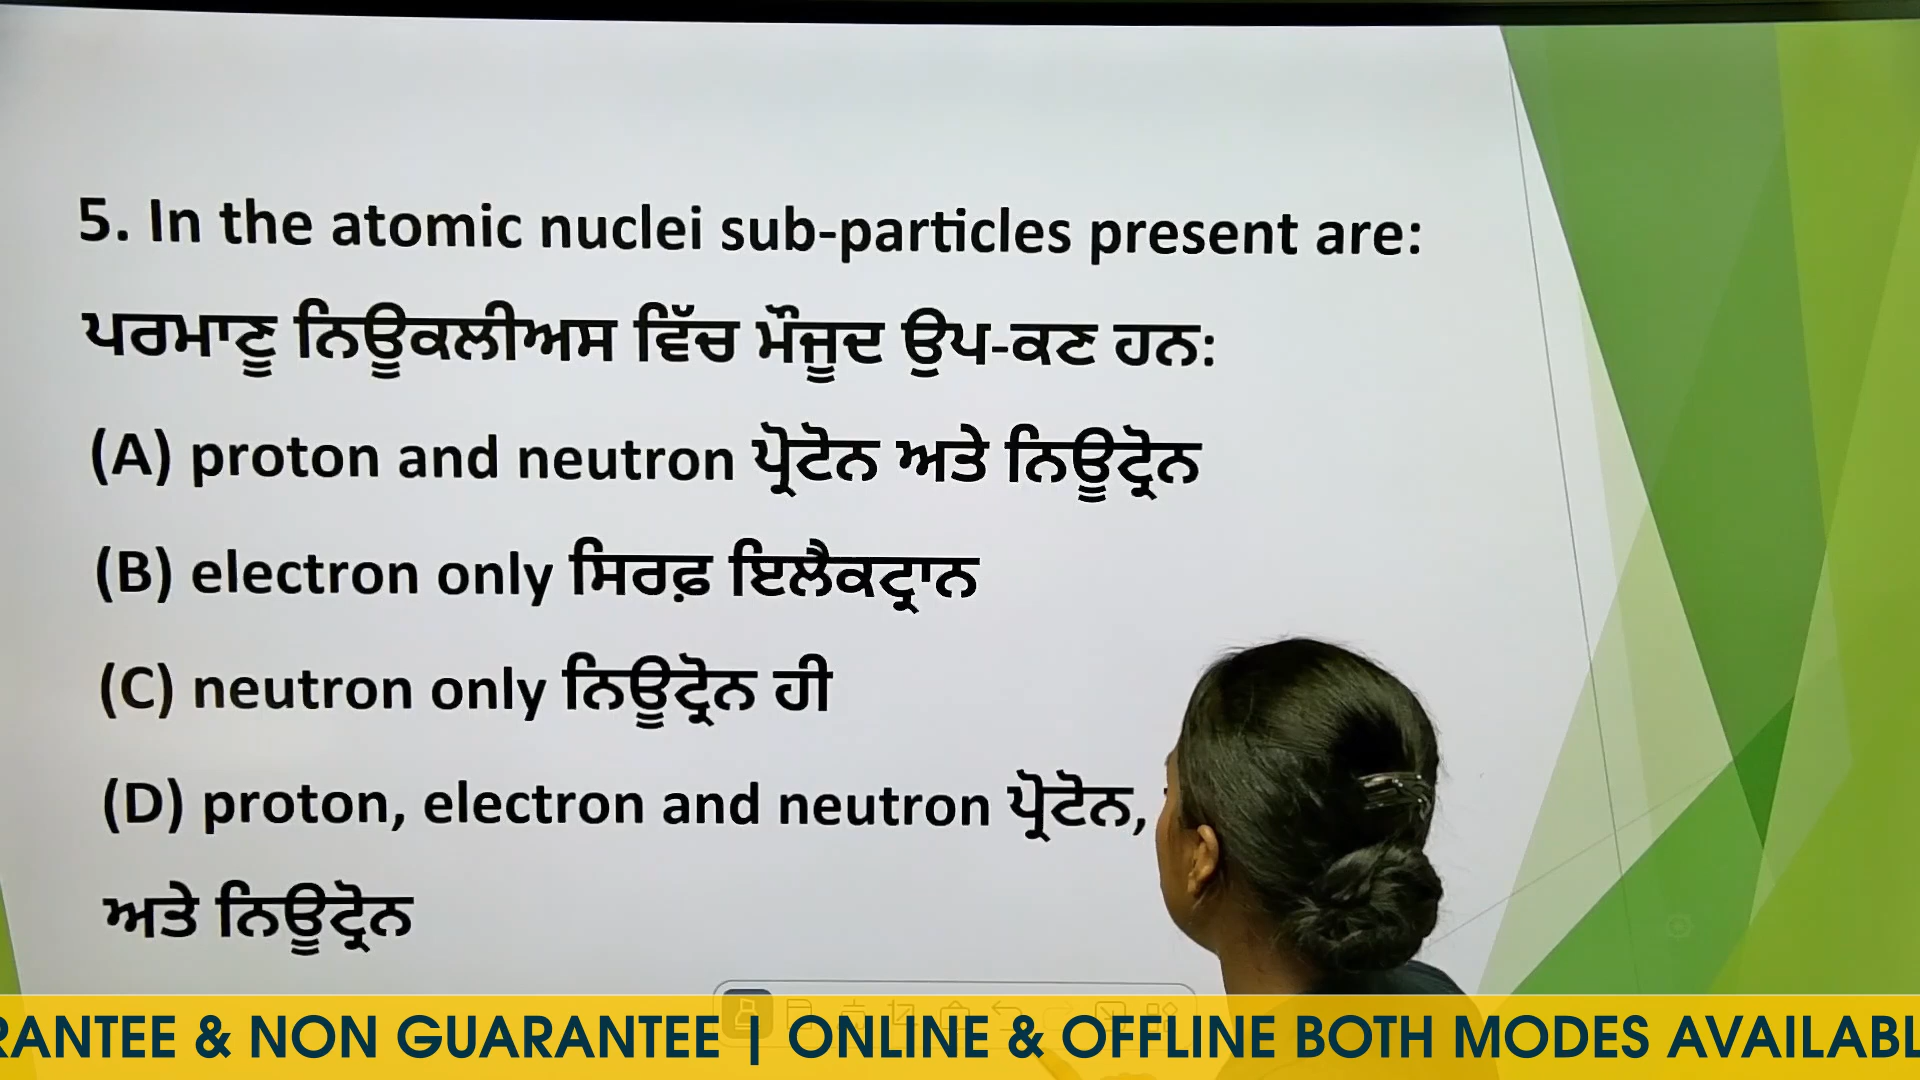 5. In the atomic nuclei sub-particles present are:
ਪਰਮਾਣੂ ਨਿਊਕਲੀਅਸ ਵਿੱਚ ਮੌਜੂਦ ਉਪ-ਕਣ ਹਨ:
(A) proton and neutron ਪ੍ਰੋਟੋਨ ਅਤੇ ਨਿਊਟ੍ਰੋਨ
(B) electron only ਸਿਰਫ਼ ਇਲੈਕਟ੍ਰਾਨ
(C) neutron only ਨਿਊਟ੍ਰੋਨ ਹੀ
(D) proton, electron and neutron ਪ੍ਰੋਟੋਨ,
ਅਤੇ ਨਿਊਟ੍ਰੋਨ
RANTEE & NON GUARANTEE | ONLINE & OFFLINE BOTH MODES AVAILABL